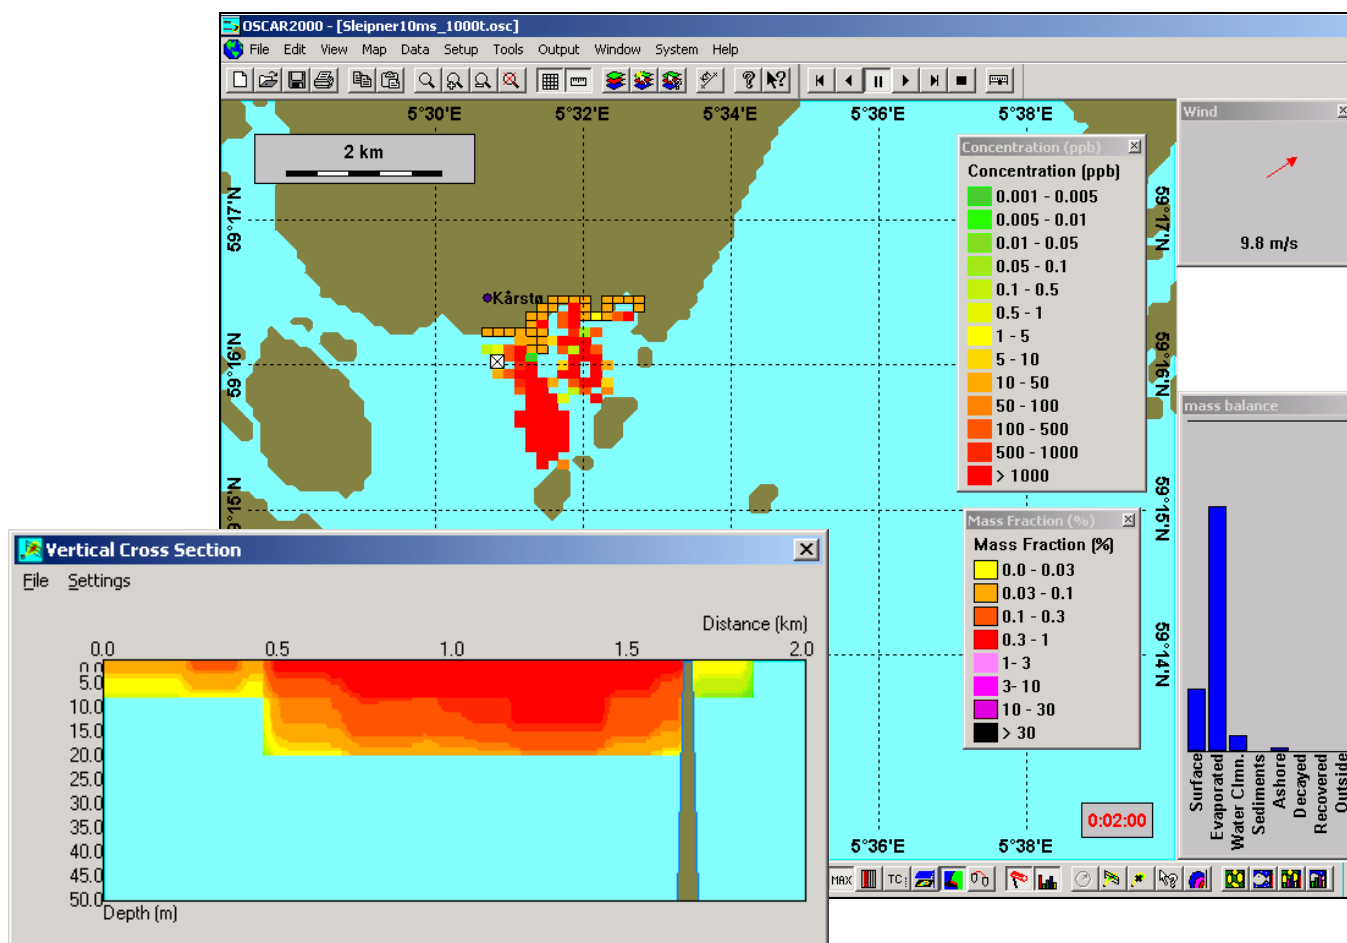 OSCAR2000 - [Sleipner10ms_1000t.osc]
File Edit View Map Data Setup Tools Output Window System Help
5°30'E 5°32'E 5°34'E 5°36'E 5°38'E
2 km
59°17'N
59°16'N
59°15'N
Kårstø
Concentration (ppb)
Concentration (ppb)
0.001 - 0.005
0.005 - 0.01
0.01 - 0.05
0.05 - 0.1
0.1 - 0.5
0.5 - 1
1 - 5
5 - 10
10 - 50
50 - 100
100 - 500
500 - 1000
> 1000
59°17'N
59°16'N
59°15'N
59°14'N
Mass Fraction (%)
Mass Fraction (%)
0.0 - 0.03
0.03 - 0.1
0.1 - 0.3
0.3 - 1
1- 3
3- 10
10 - 30
> 30
0:02:00
5°36'E 5°38'E
Wind
9.8 m/s
mass balance
Surface
Evaporated
Water Clmn.
Sediments
Ashore
Decayed
Recovered
Outside
MAX
TC
Vertical Cross Section
File Settings
Distance (km)
0.0 0.5 1.0 1.5 2.0
0.0
5.0
10.0
15.0
20.0
25.0
30.0
35.0
40.0
45.0
50.0
Depth (m)